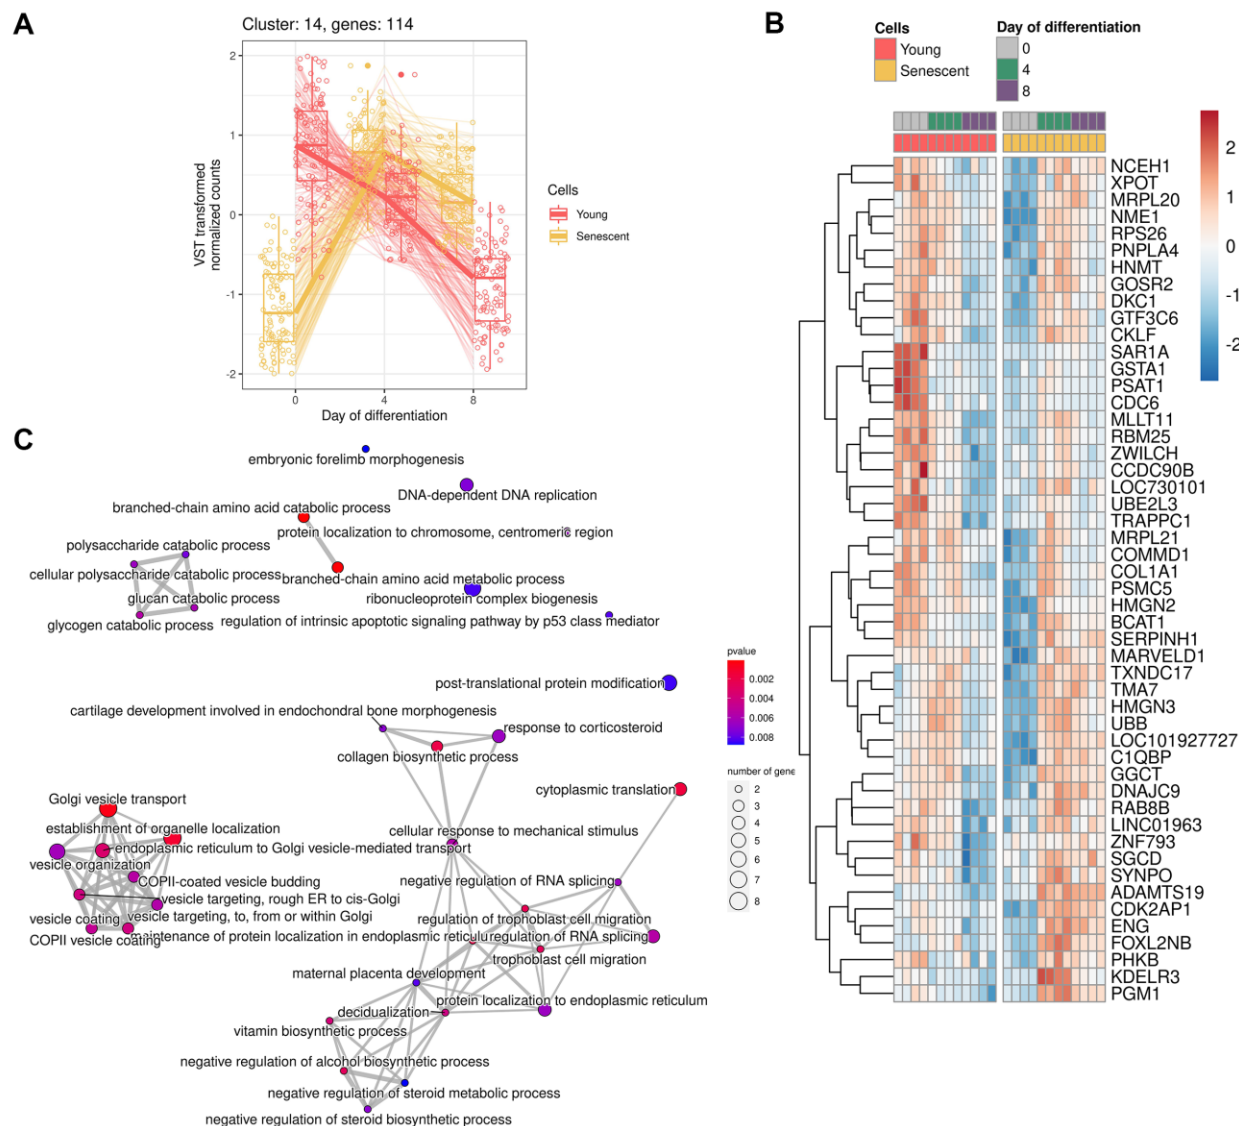 A
Cluster: 14, genes: 114
VST transformed
normalized counts
2
1
0
-1
-2
0
4
8
Day of differentiation
Cells
Young
Senescent
B
Cells
Young
Senescent
Day of differentiation
0
4
8
2
1
0
-1
-2
NCEH1
XPOT
MRPL20
NME1
RPS26
PNPLA4
HNMT
GOSR2
DKC1
GTF3C6
CKLF
SAR1A
GSTA1
PSAT1
CDC6
MLLT11
RBM25
ZWILCH
CCDC90B
LOC730101
UBE2L3
TRAPPC1
MRPL21
COMMD1
COL1A1
PSMC5
HMGN2
BCAT1
SERPINH1
MARVELD1
TXNDC17
TMA7
HMGN3
UBB
LOC101927727
C1QBP
GGCT
DNAJC9
RAB8B
LINC01963
ZNF793
SGCD
SYNPO
ADAMTS19
CDK2AP1
ENG
FOXL2NB
PHKB
KDELR3
PGM1
C
embryonic forelimb morphogenesis
DNA-dependent DNA replication
branched-chain amino acid catabolic process
protein localization to chromosome, centromeric region
polysaccharide catabolic process
cellular polysaccharide catabolic process
branched-chain amino acid metabolic process
glucan catabolic process
ribonucleoprotein complex biogenesis
glycogen catabolic process
regulation of intrinsic apoptotic signaling pathway by p53 class mediator
post-translational protein modification
cartilage development involved in endochondral bone morphogenesis
response to corticosteroid
collagen biosynthetic process
cytoplasmic translation
Golgi vesicle transport
establishment of organelle localization
cellular response to mechanical stimulus
endoplasmic reticulum to Golgi vesicle-mediated transport
vesicle organization
COPII-coated vesicle budding
negative regulation of RNA splicing
vesicle targeting, rough ER to cis-Golgi
vesicle coating
vesicle targeting, to, from or within Golgi
regulation of trophoblast cell migration
COPII vesicle coating
maintenance of protein localization in endoplasmic reticulum
regulation of RNA splicing
trophoblast cell migration
maternal placenta development
protein localization to endoplasmic reticulum
decidualization
vitamin biosynthetic process
negative regulation of alcohol biosynthetic process
negative regulation of steroid metabolic process
negative regulation of steroid biosynthetic process
pvalue
0.002
0.004
0.006
0.008
number of gene
2
3
4
5
6
7
8